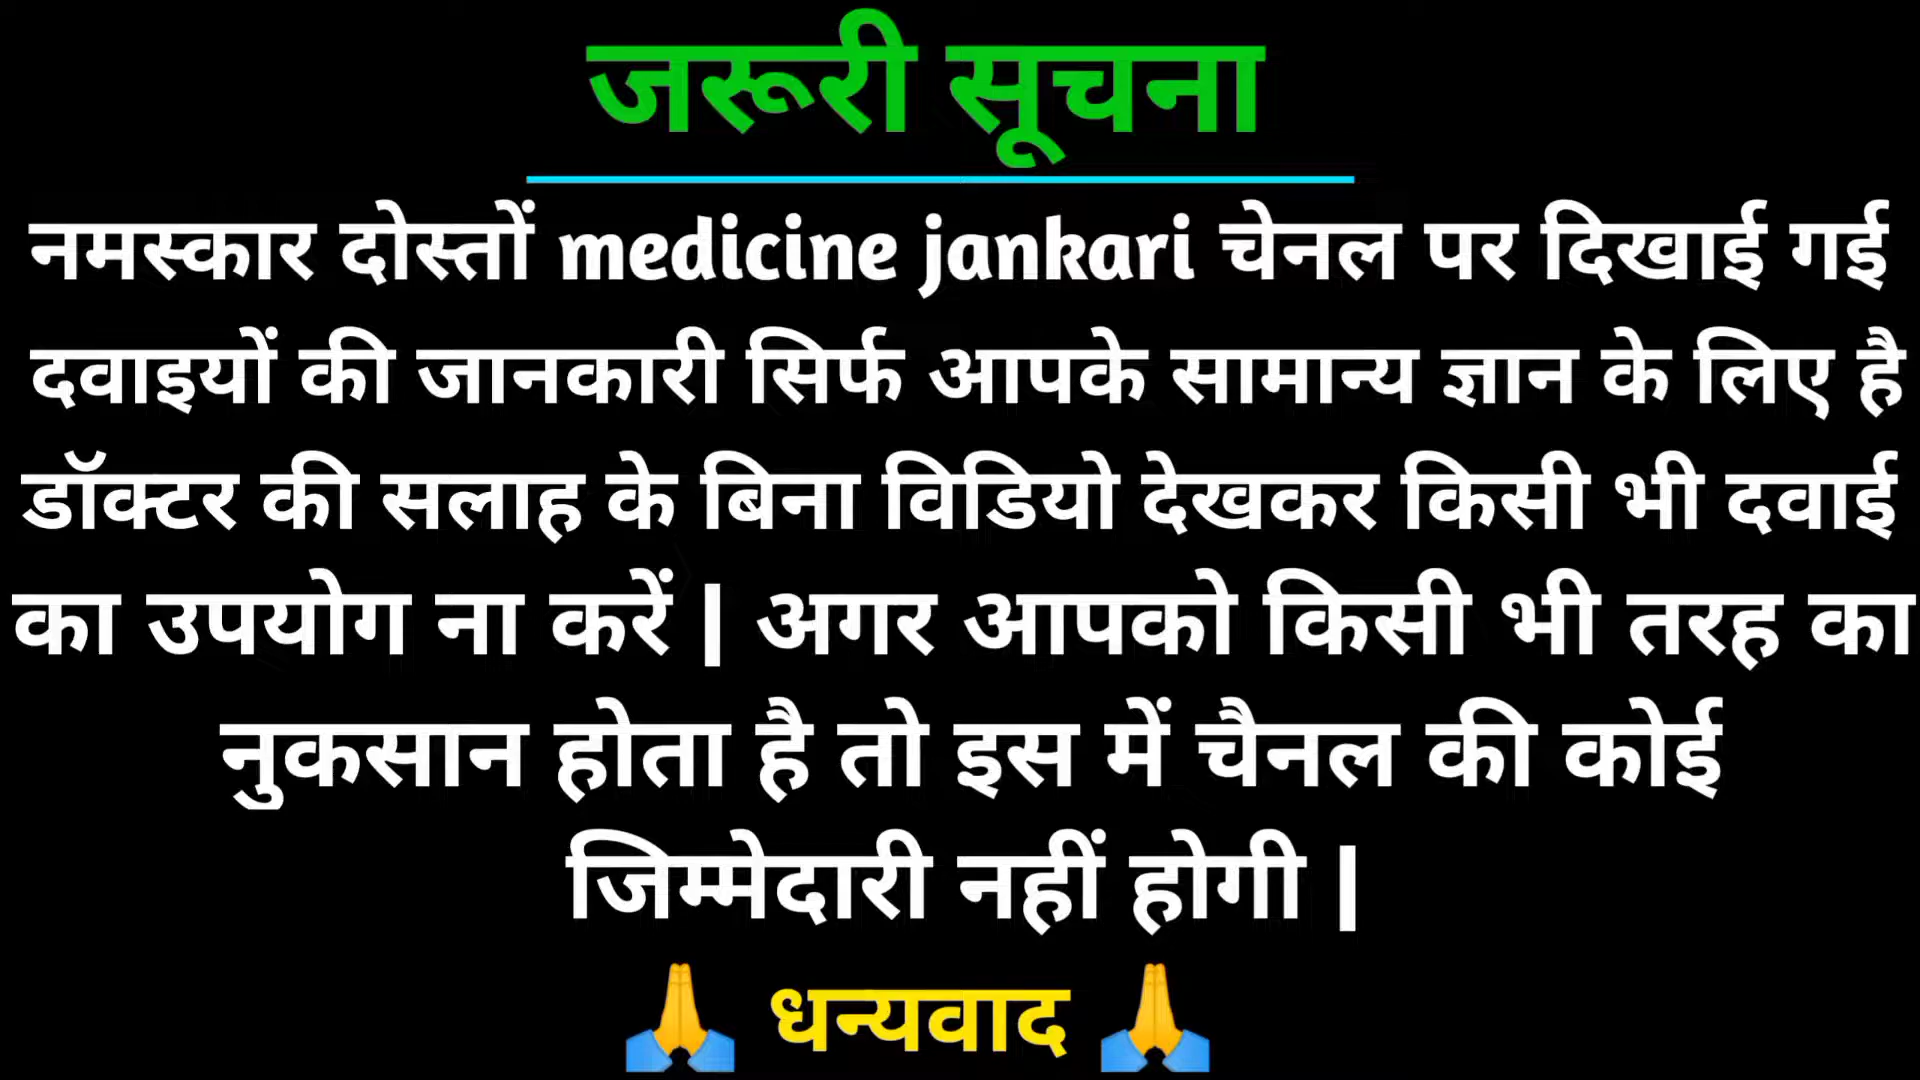 जरूरी सूचना
नमस्कार दोस्तों medicine jankari चेनल पर दिखाई गई
दवाइयों की जानकारी सिर्फ आपके सामान्य ज्ञान के लिए है
डॉक्टर की सलाह के बिना विडियो देखकर किसी भी दवाई
का उपयोग ना करें | अगर आपको किसी भी तरह का
नुकसान होता है तो इस में चैनल की कोई
जिम्मेदारी नहीं होगी |
🙏 धन्यवाद 🙏